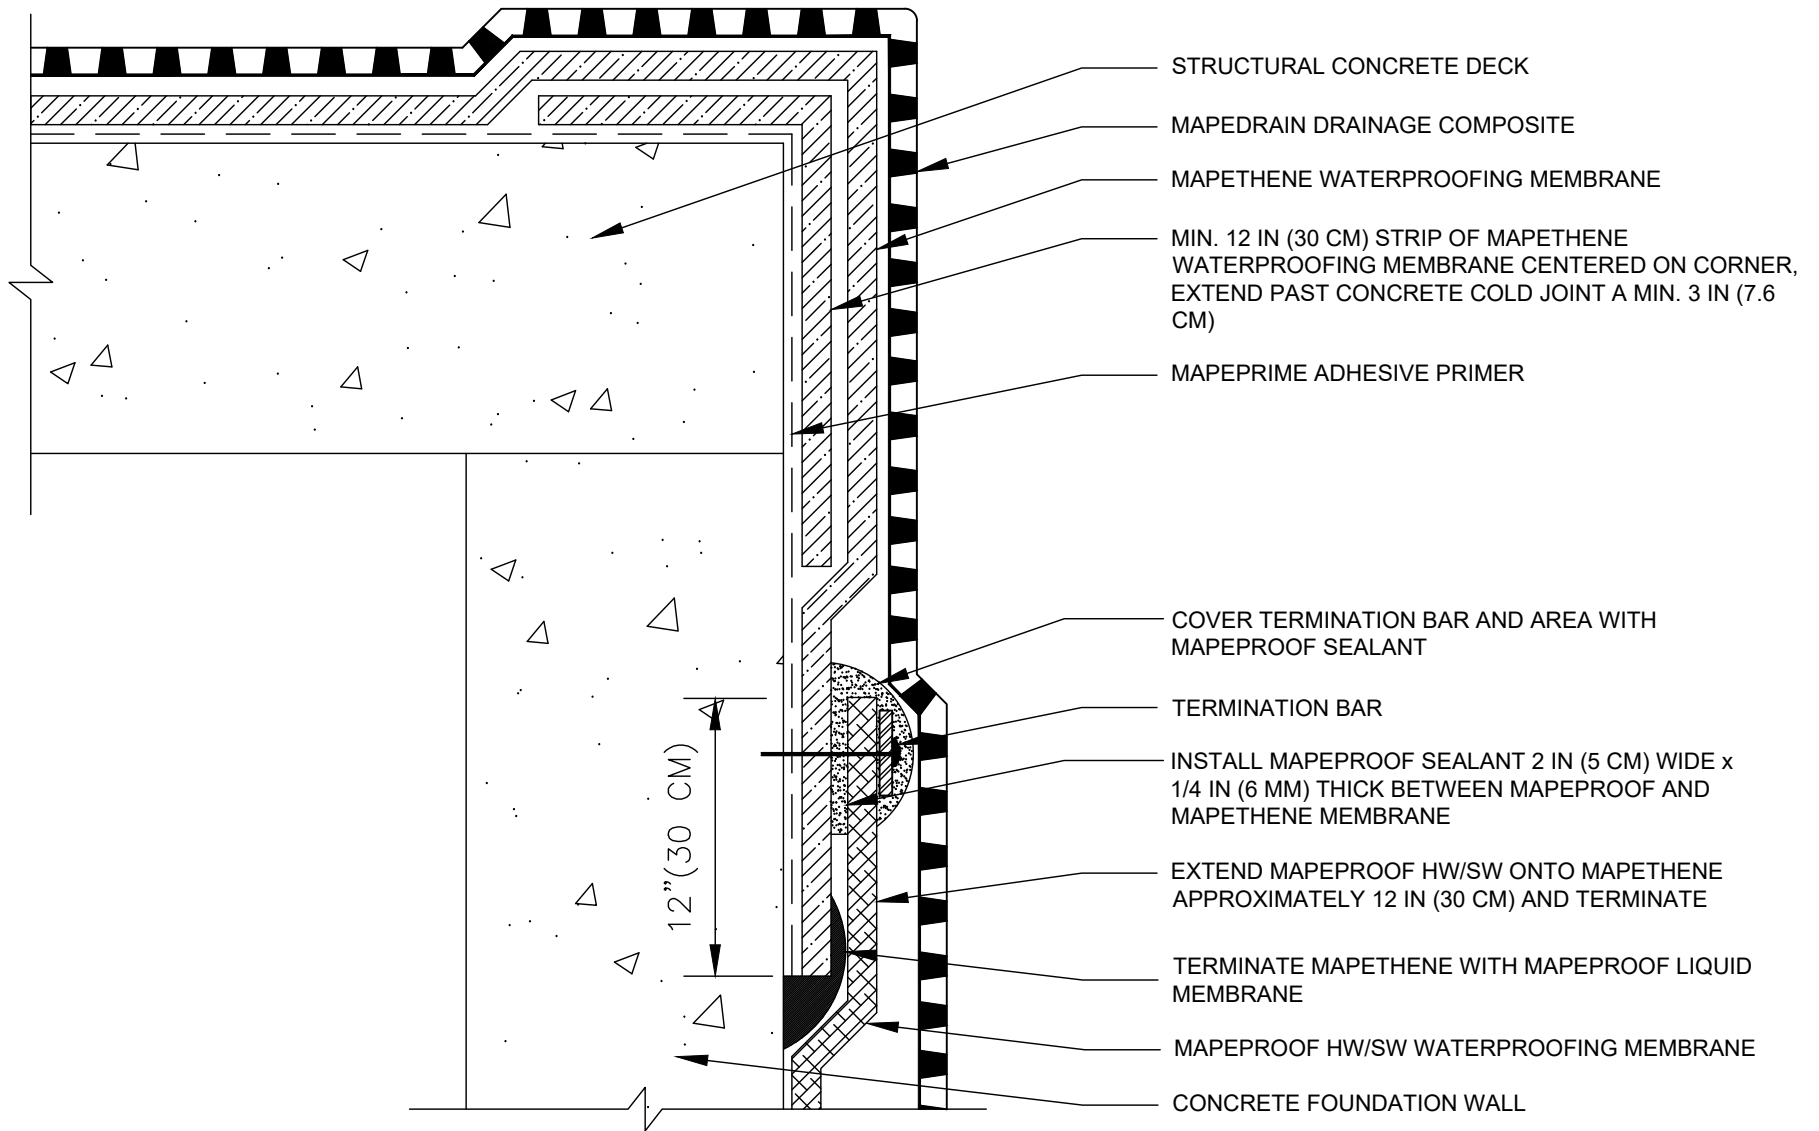 STRUCTURAL CONCRETE DECK
MAPEDRAIN DRAINAGE COMPOSITE
MAPETHENE WATERPROOFING MEMBRANE
MIN. 12 IN (30 CM) STRIP OF MAPETHENE
WATERPROOFING MEMBRANE CENTERED ON CORNER,
EXTEND PAST CONCRETE COLD JOINT A MIN. 3 IN (7.6
CM)
MAPEPRIME ADHESIVE PRIMER
COVER TERMINATION BAR AND AREA WITH
MAPEPROOF SEALANT
TERMINATION BAR
INSTALL MAPEPROOF SEALANT 2 IN (5 CM) WIDE x
1/4 IN (6 MM) THICK BETWEEN MAPEPROOF AND
MAPETHENE MEMBRANE
12”(30 CM)
EXTEND MAPEPROOF HW/SW ONTO MAPETHENE
APPROXIMATELY 12 IN (30 CM) AND TERMINATE
TERMINATE MAPETHENE WITH MAPEPROOF LIQUID
MEMBRANE
MAPEPROOF HW/SW WATERPROOFING MEMBRANE
CONCRETE FOUNDATION WALL